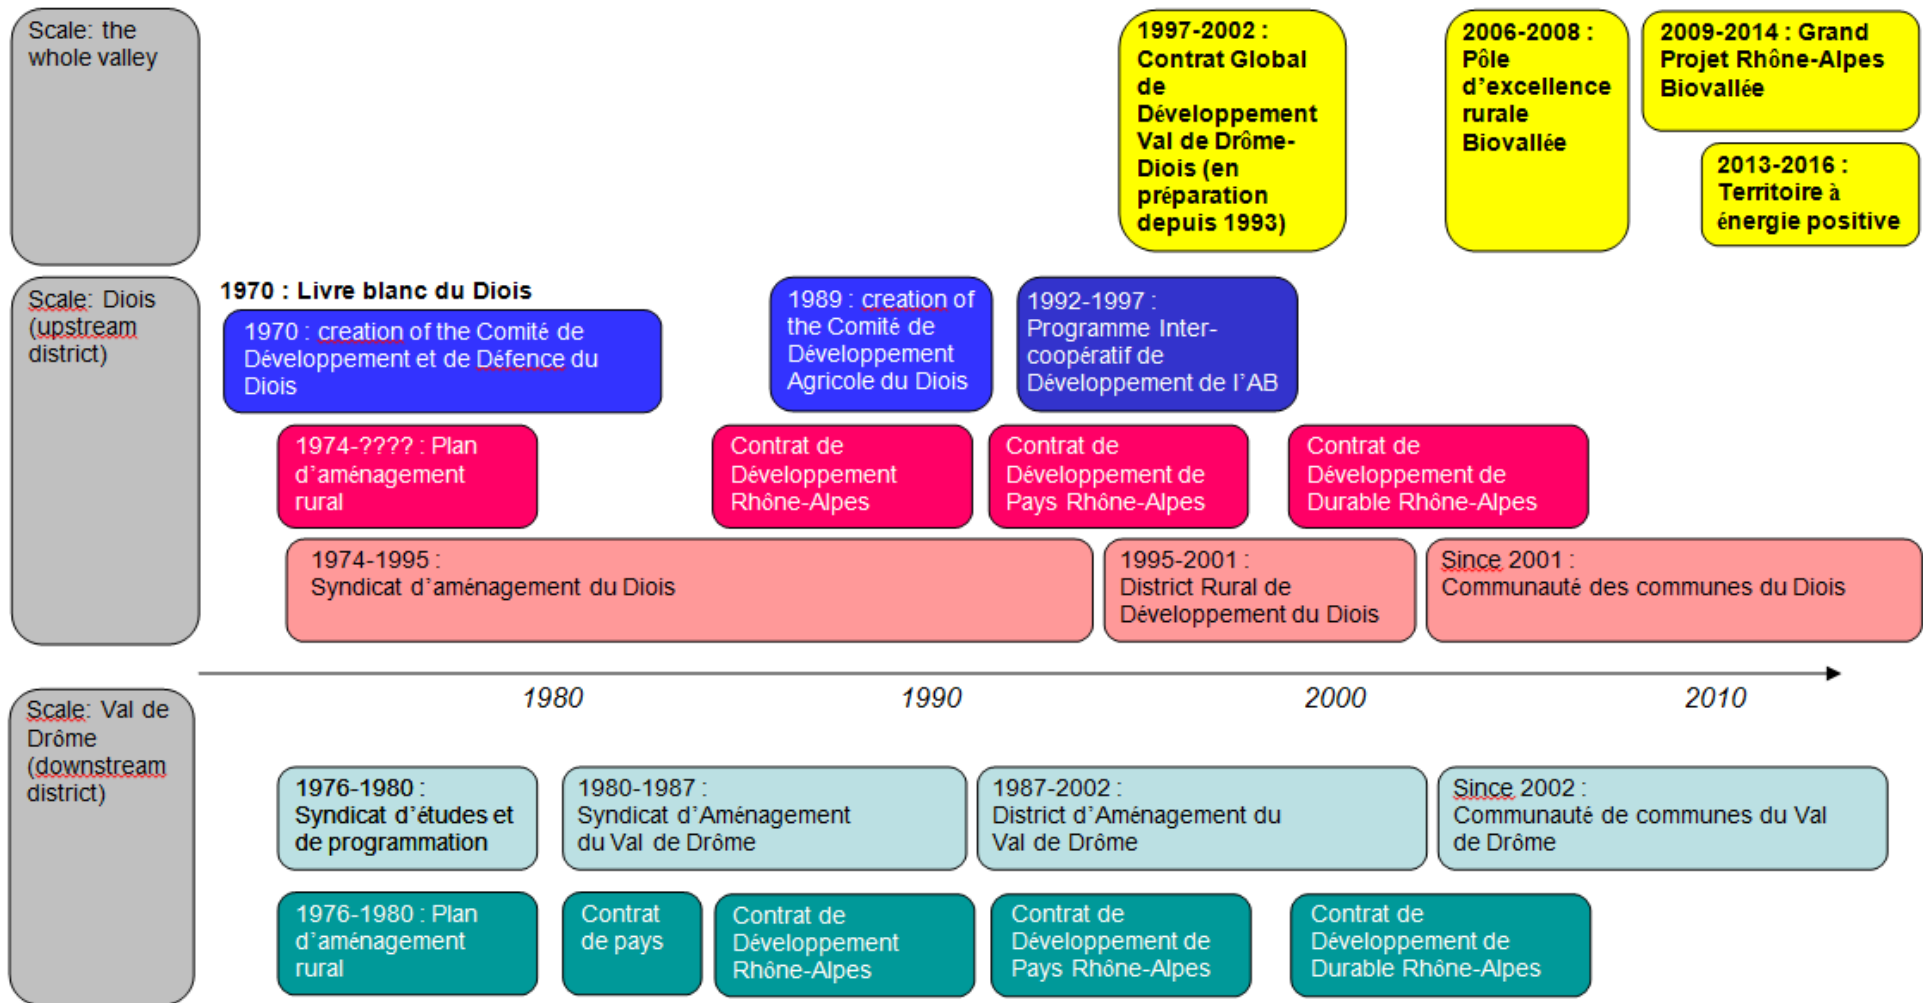 Scale: the
whole valley
1997-2002 :
Contrat Global
de
Développement
Val de Drôme-
Diois (en
préparation
depuis 1993)
2006-2008 :
Pôle
d’excellence
rurale
Biovallée
2009-2014 : Grand
Projet Rhône-Alpes
Biovallée
2013-2016 :
Territoire à
énergie positive
Scale: Diois
(upstream
district)
1970 : Livre blanc du Diois
1970 : creation of the Comité de
Développement et de Défence du
Diois
1989 : creation of
the Comité de
Développement
Agricole du Diois
1992-1997 :
Programme Inter-
coopératif de
Développement de l’AB
1974-???? : Plan
d’aménagement
rural
Contrat de
Développement
Rhône-Alpes
Contrat de
Développement de
Pays Rhône-Alpes
Contrat de
Développement de
Durable Rhône-Alpes
1974-1995 :
Syndicat d’aménagement du Diois
1995-2001 :
District Rural de
Développement du Diois
Since 2001 :
Communauté des communes du Diois
1980
1990
2000
2010
Scale: Val de
Drôme
(downstream
district)
1976-1980 :
Syndicat d’études et
de programmation
1980-1987 :
Syndicat d’Aménagement
du Val de Drôme
1987-2002 :
District d’Aménagement du
Val de Drôme
Since 2002 :
Communauté de communes du Val
de Drôme
1976-1980 : Plan
d’aménagement
rural
Contrat
de pays
Contrat de
Développement
Rhône-Alpes
Contrat de
Développement de
Pays Rhône-Alpes
Contrat de
Développement de
Durable Rhône-Alpes